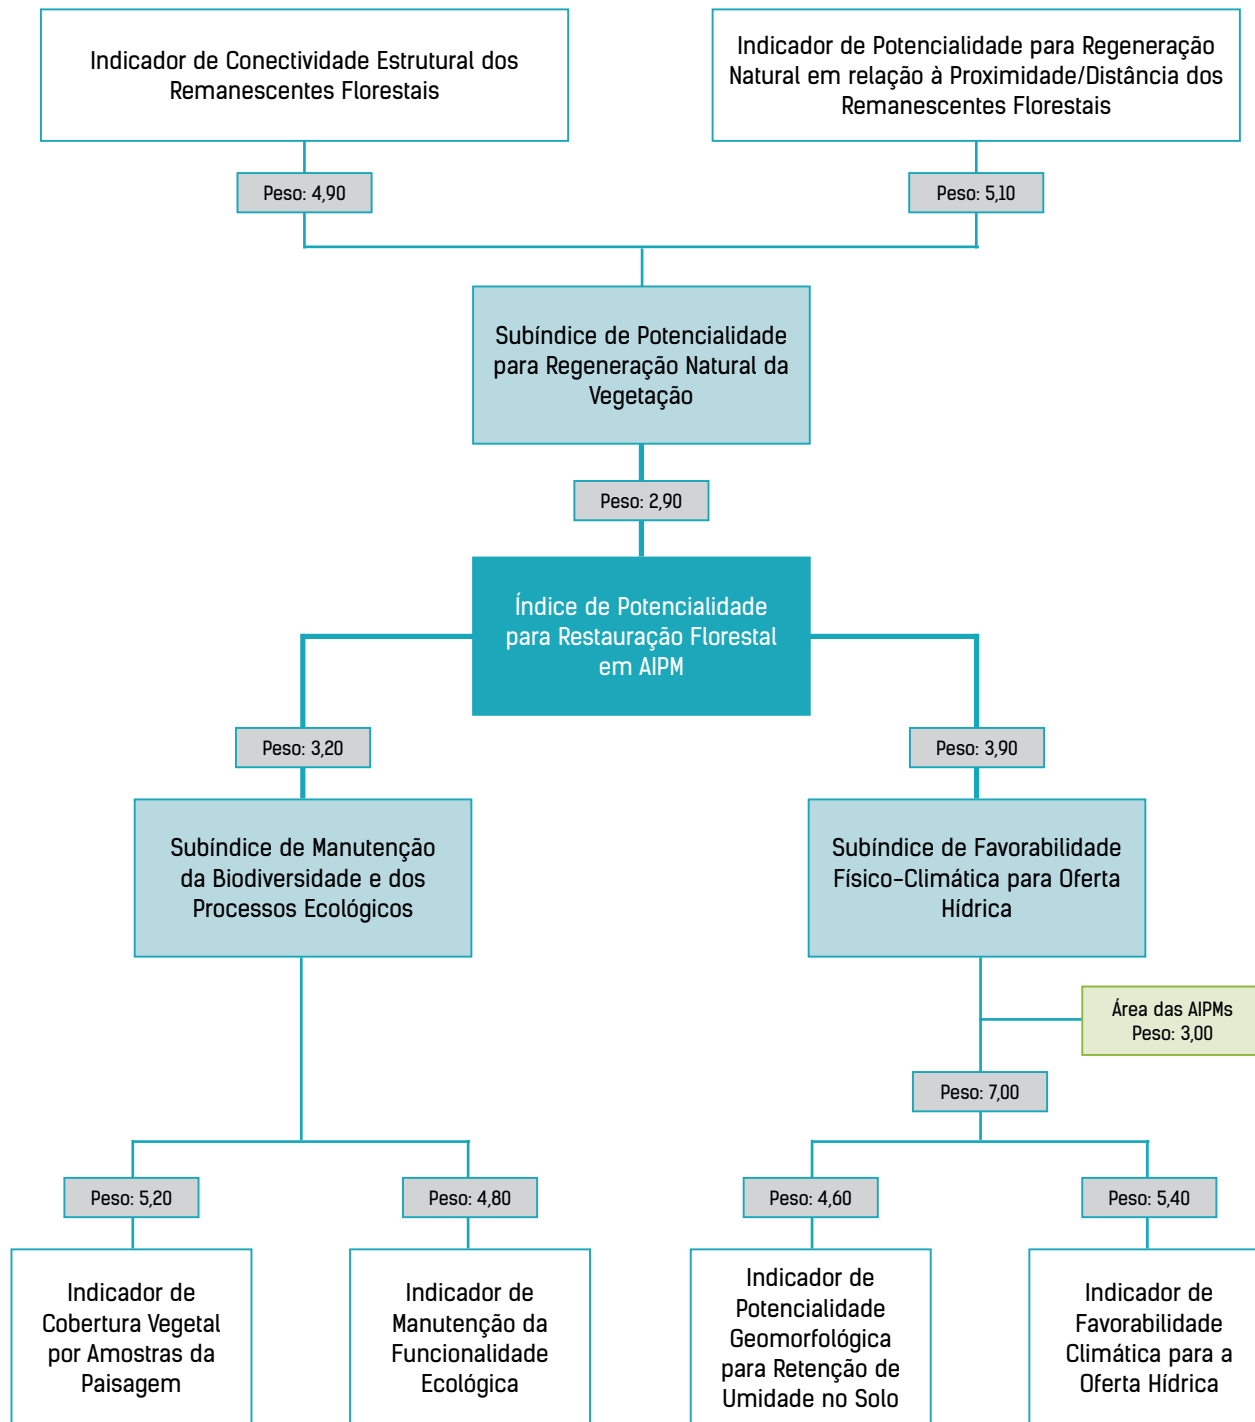 Indicador de Conectividade Estrutural dos
Remanescentes Florestais
Indicador de Potencialidade para Regeneração
Natural em relação à Proximidade/Distância dos
Remanescentes Florestais
Peso: 4,90
Peso: 5,10
Subíndice de Potencialidade
para Regeneração Natural da
Vegetação
Peso: 2,90
Índice de Potencialidade
para Restauração Florestal
em AIPM
Peso: 3,20
Peso: 3,90
Subíndice de Manutenção
da Biodiversidade e dos
Processos Ecológicos
Subíndice de Favorabilidade
Físico-Climática para Oferta
Hídrica
Área das AIPMs
Peso: 3,00
Peso: 7,00
Peso: 5,20
Peso: 4,80
Peso: 4,60
Peso: 5,40
Indicador de
Cobertura Vegetal
por Amostras da
Paisagem
Indicador de
Manutenção da
Funcionalidade
Ecológica
Indicador de
Potencialidade
Geomorfológica
para Retenção de
Umidade no Solo
Indicador de
Favorabilidade
Climática para a
Oferta Hídrica